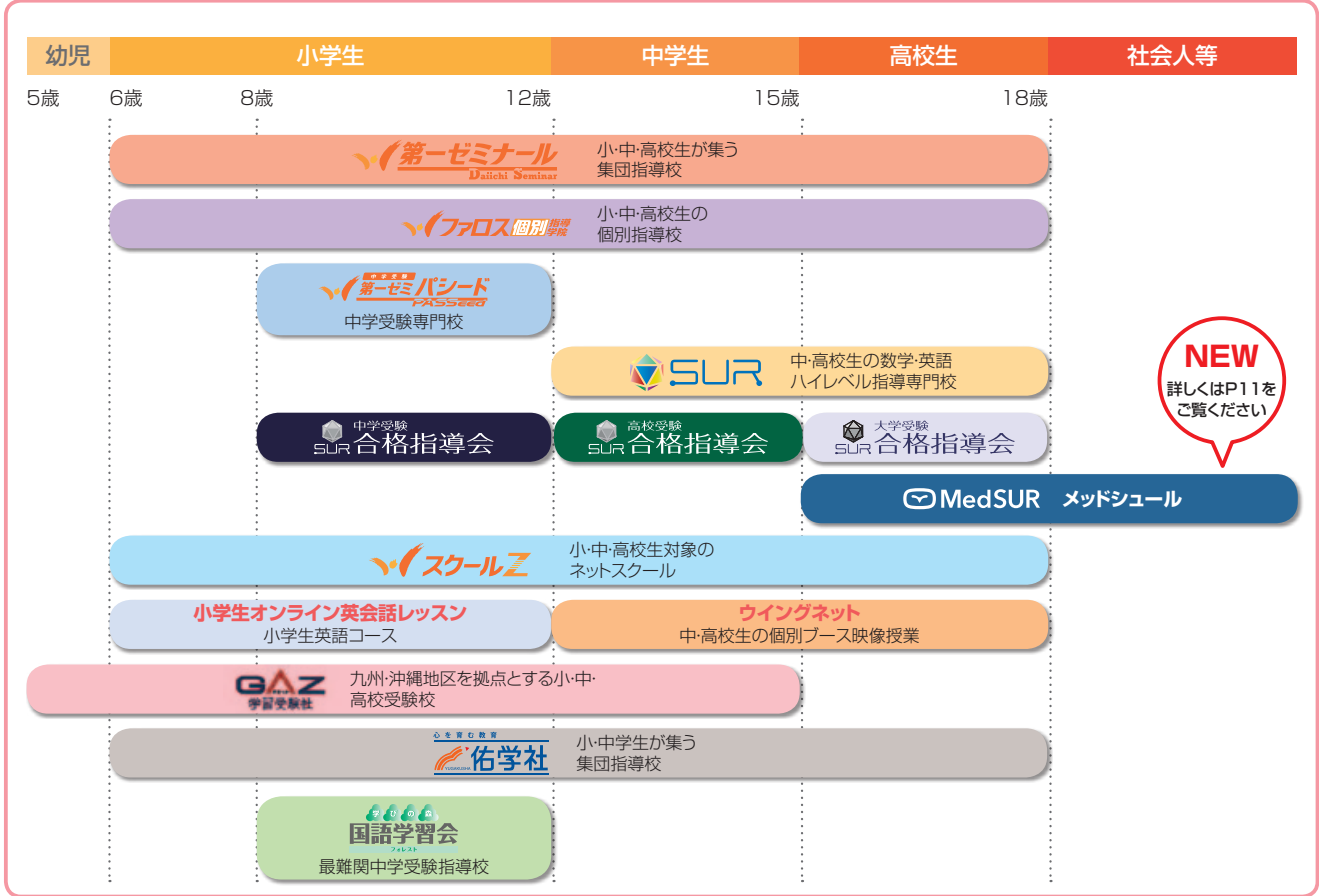 幼児
小学生
中学生
高校生
社会人等
5歳
6歳
8歳
12歳
15歳
18歳
第一ゼミナール
Daiichi Seminar
小・中・高校生が集う
集団指導校
ファロス個別指導学院
小・中・高校生の
個別指導校
中学受験
第一ゼミパシード
PASSeed
中学受験専門校
SUR
中・高校生の数学・英語
ハイレベル指導専門校
NEW
詳しくはP11を
ご覧ください
中学受験
SUR 合格指導会
高校受験
SUR 合格指導会
大学受験
SUR 合格指導会
MedSUR メッドシュール
スクールZ
小・中・高校生対象の
ネットスクール
小学生オンライン英会話レッスン
小学生英語コース
ウイングネット
中・高校生の個別ブース映像授業
GAZ
学習受験社
九州・沖縄地区を拠点とする小・中・
高校受験校
心を育む教育
佑学社
YUGAKUSHA
小・中学生が集う
集団指導校
学びの森
国語学習会
フォレスト
最難関中学受験指導校